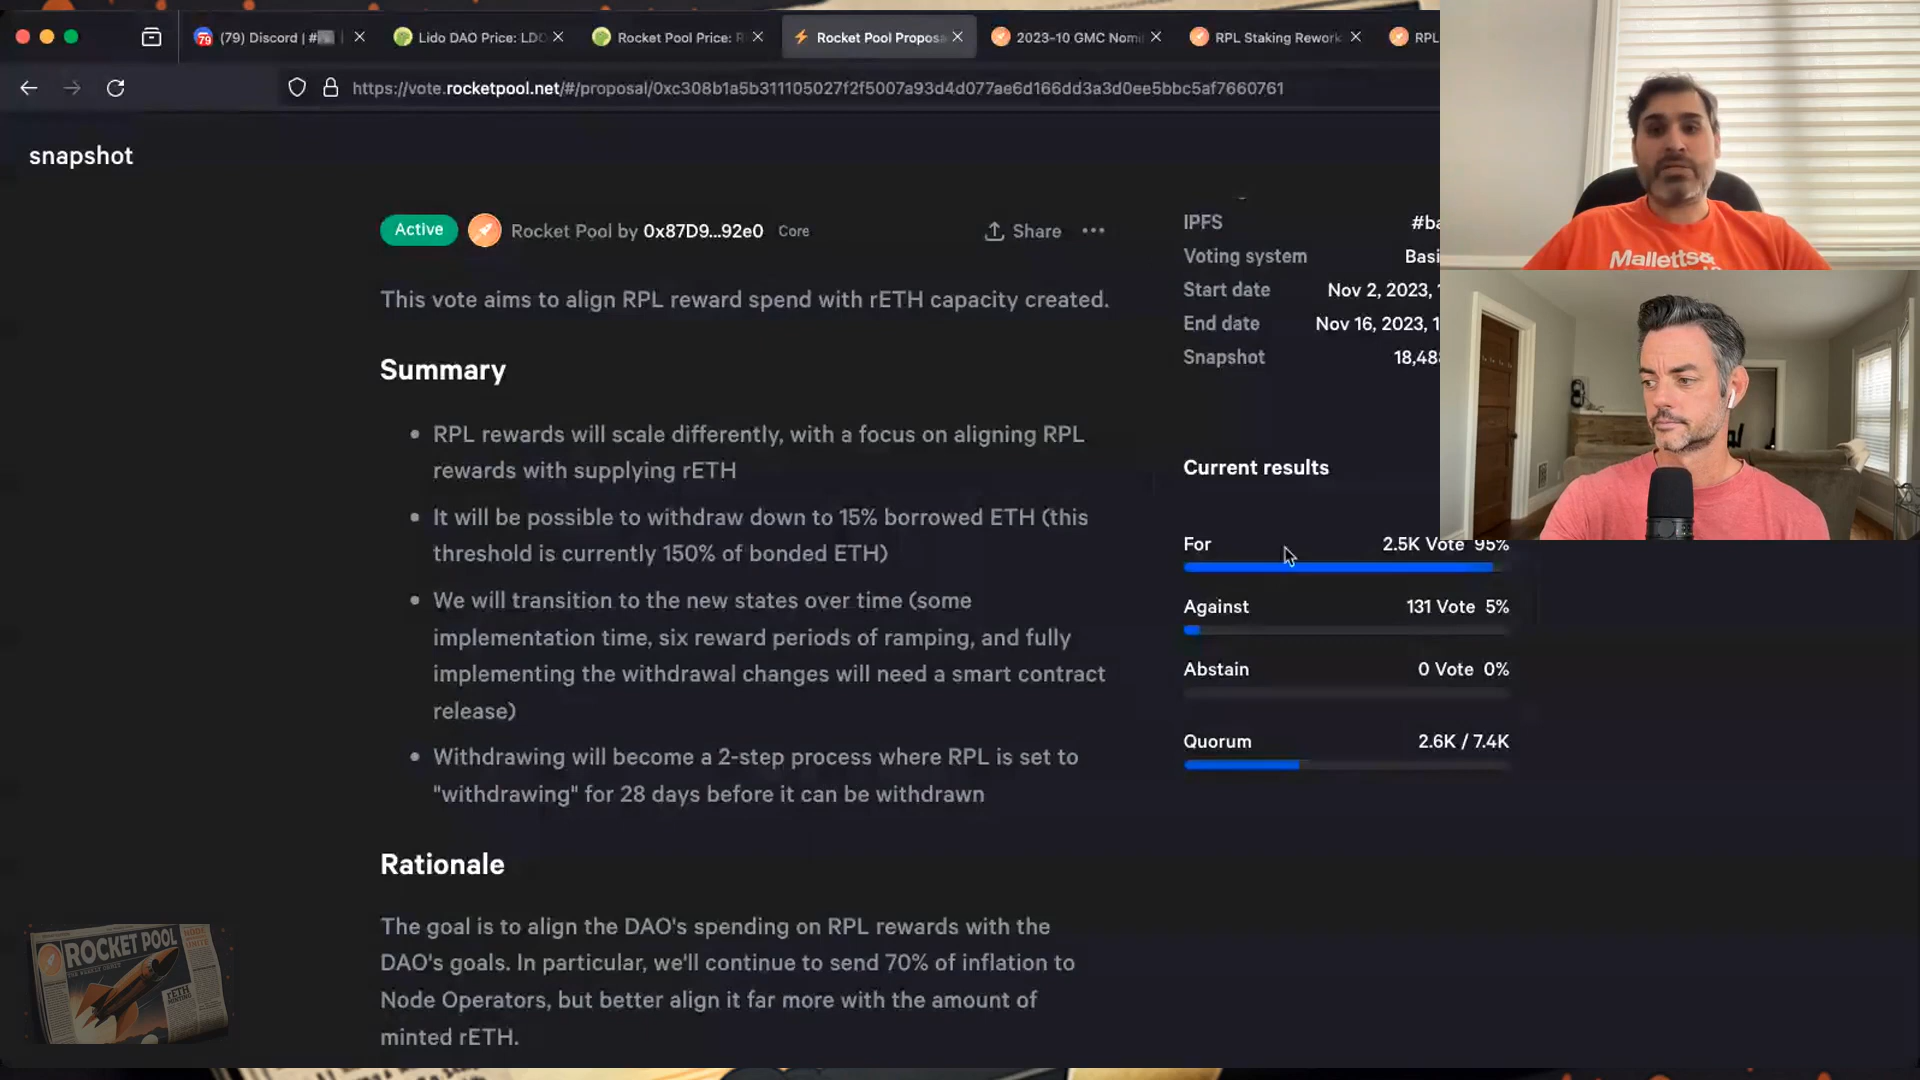 (79) Discord | #
Lido DAO Price: LD
Rocket Pool Price: R
Rocket Pool Propos
2023-10 GMC Nomi
RPL Staking Rework
RPL
https://vote.rocketpool.net/#/proposal/0xc308b1a5b311105027f2f5007a93d4d077ae6d166dd3a3d0ee5bbc5af7660761
snapshot
Active
Rocket Pool by 0x87D9...92e0 Core
Share
This vote aims to align RPL reward spend with rETH capacity created.
Summary
• RPL rewards will scale differently, with a focus on aligning RPL
rewards with supplying rETH
• It will be possible to withdraw down to 15% borrowed ETH (this
threshold is currently 150% of bonded ETH)
• We will transition to the new states over time (some
implementation time, six reward periods of ramping, and fully
implementing the withdrawal changes will need a smart contract
release)
• Withdrawing will become a 2-step process where RPL is set to
"withdrawing" for 28 days before it can be withdrawn
Rationale
The goal is to align the DAO's spending on RPL rewards with the
DAO's goals. In particular, we'll continue to send 70% of inflation to
Node Operators, but better align it far more with the amount of
minted rETH.
IPFS #ba
Voting system Basi
Start date Nov 2, 2023, 1
End date Nov 16, 2023, 1
Snapshot 18,48
Current results
For 2.5K Vote 95%
Against 131 Vote 5%
Abstain 0 Vote 0%
Quorum 2.6K / 7.4K
Malletts&
ROCKET POOL
rETH